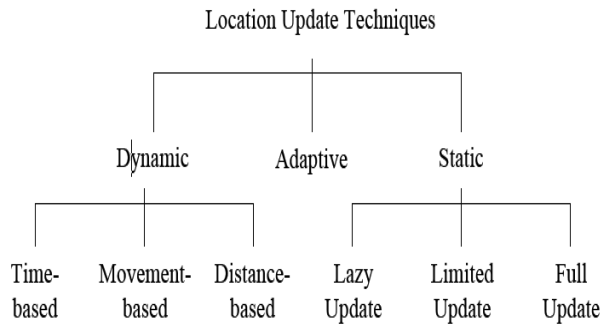 Location Update Techniques
Dynamic Adaptive Static
Time- Movement- Distance- Lazy Limited Full
based based based Update Update Update